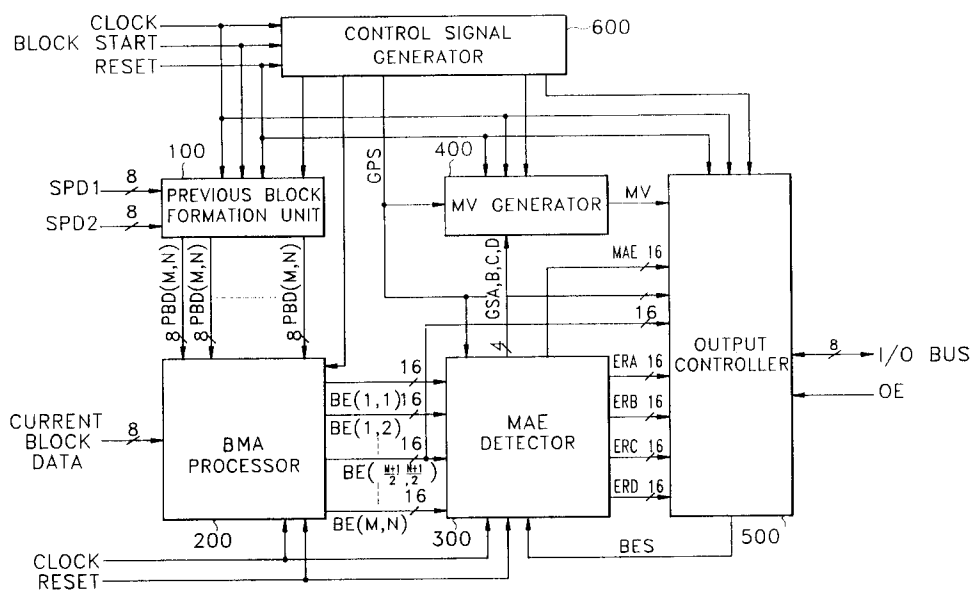 CLOCK
BLOCK START
RESET
CONTROL SIGNAL
GENERATOR
600
100
GPS
400
SPD1
8
SPD2
8
PREVIOUS BLOCK
FORMATION UNIT
MV GENERATOR
MV
8 PBD(M,N)
8 PBD(M,N)
8 PBD(M,N)
GSA,B,C,D
4
MAE 16
16
OUTPUT
CONTROLLER
8
I/O BUS
OE
CURRENT
BLOCK
DATA
8
BMA
PROCESSOR
200
16
BE(1,1)
16
BE(1,2)
16
BE(M+1/2,N+1/2)
16
BE(M,N)
MAE
DETECTOR
300
ERA 16
ERB 16
ERC 16
ERD 16
500
BES
CLOCK
RESET